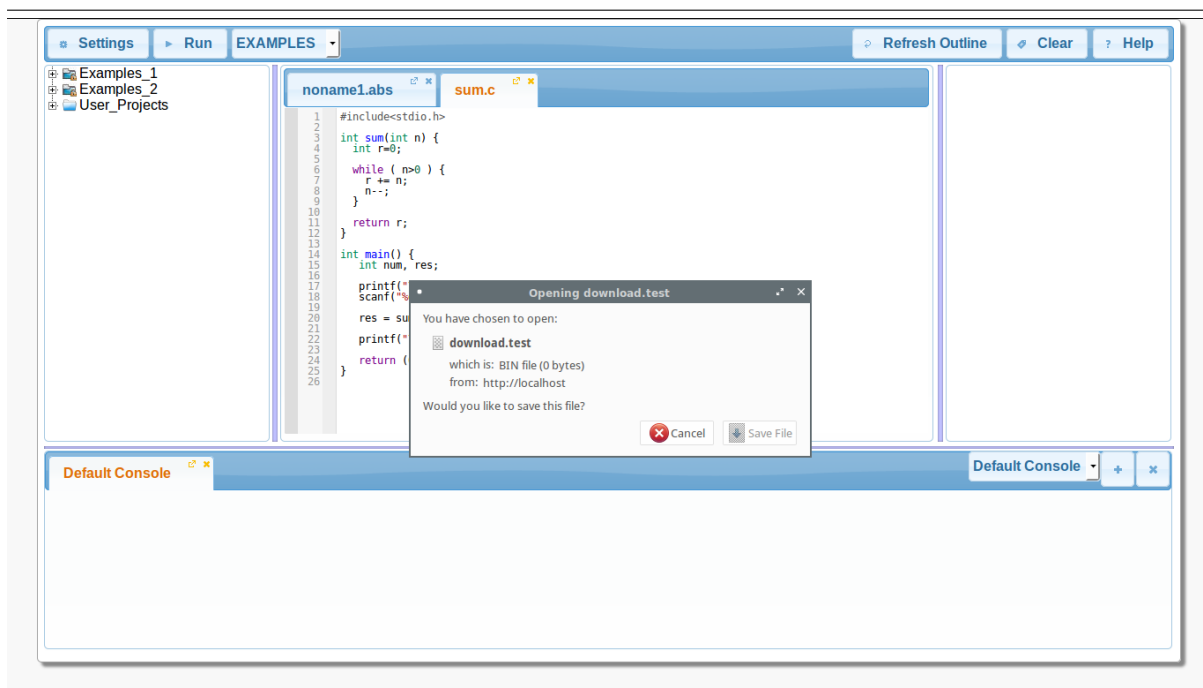 Settings Run EXAMPLES Refresh Outline Clear ? Help
Examples_1
Examples_2
User_Projects
noname1.abs sum.c
1 #include<stdio.h>
2
3 int sum(int n) {
4 int r=0;
5
6 while ( n>0 ) {
7 r += n;
8 n--;
9 }
10
11 return r;
12 }
13
14 int main() {
15 int num, res;
16
17 printf("
18 scanf("%
19
20 res = su
21
22 printf("
23
24 return (
25 }
26
Opening download.test
You have chosen to open:
download.test
which is: BIN file (0 bytes)
from: http://localhost
Would you like to save this file?
Cancel Save File
Default Console Default Console